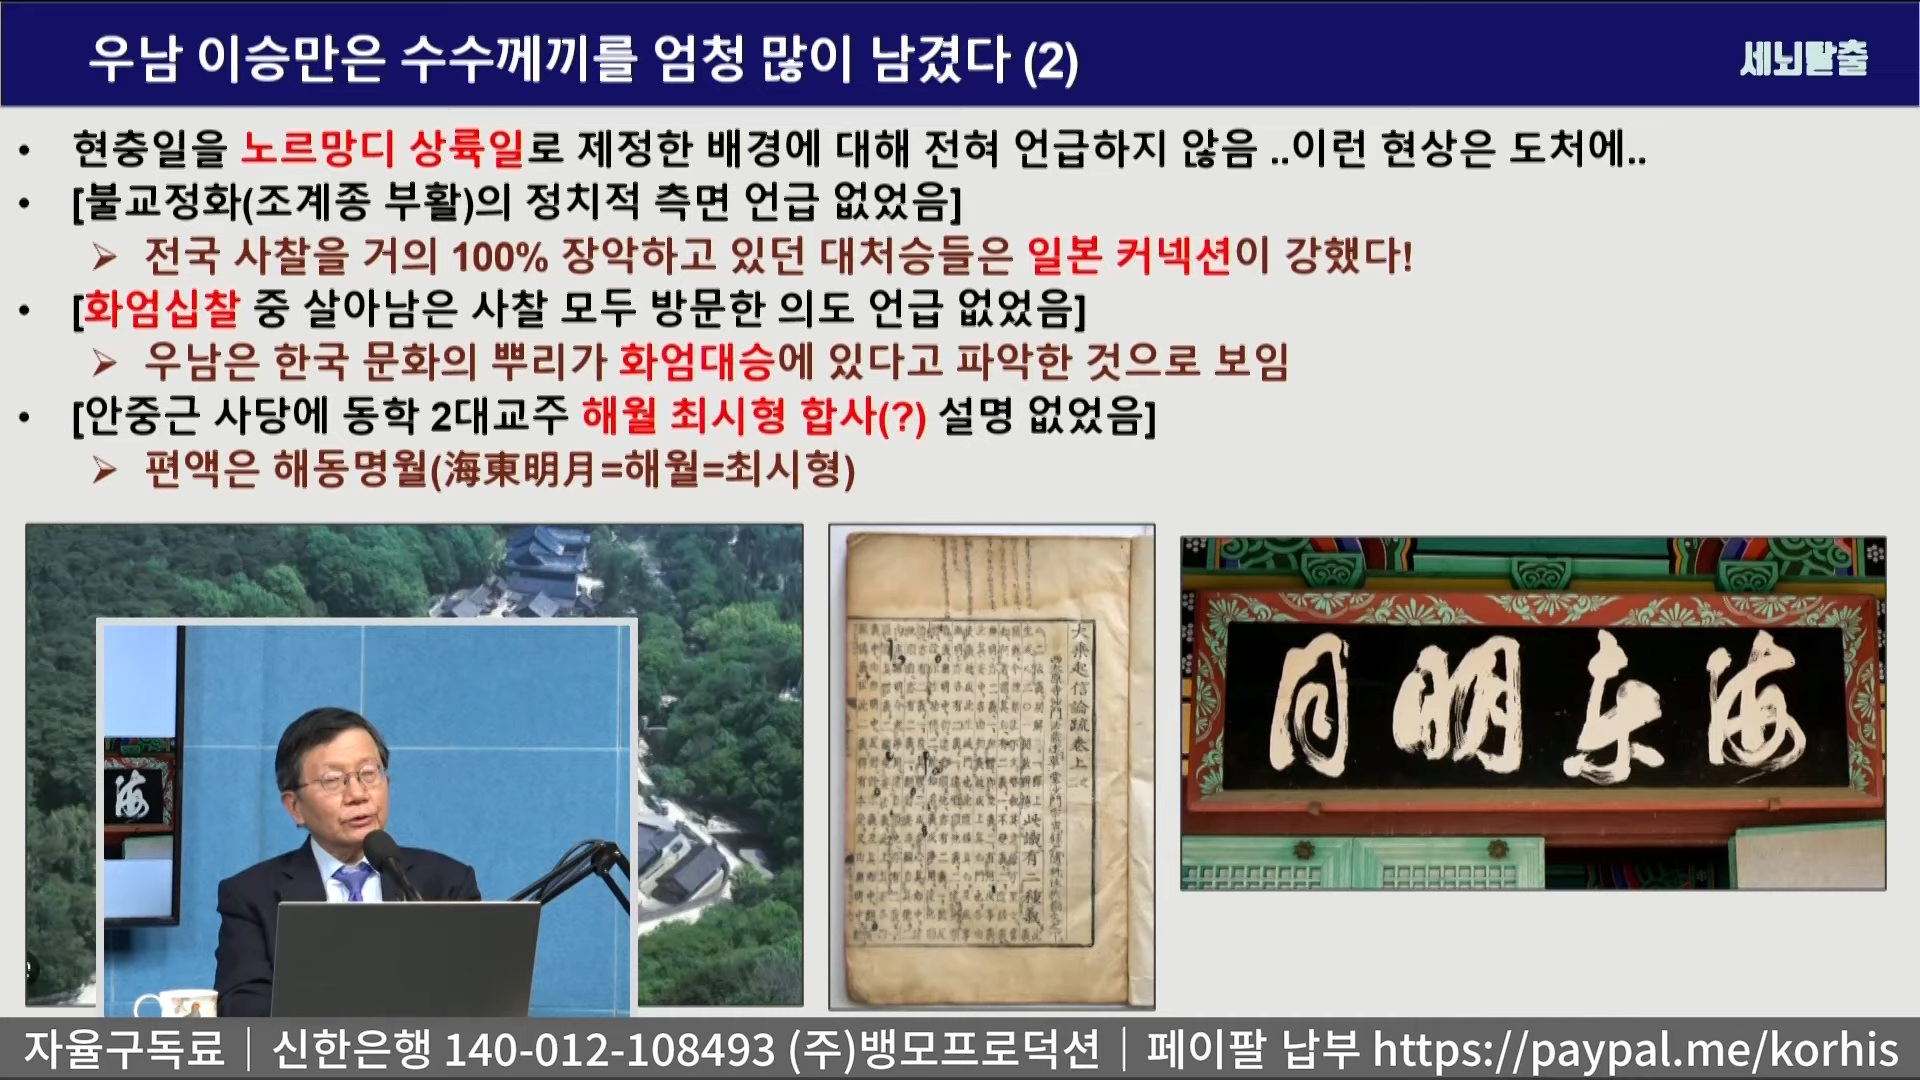 우남 이승만은 수수께끼를 엄청 많이 남겼다 (2)
세뇌탈출
• 현충일을 노르망디 상륙일로 제정한 배경에 대해 전혀 언급하지 않음 ..이런 현상은 도처에..
• [불교정화(조계종 부활)의 정치적 측면 언급 없었음]
➢ 전국 사찰을 거의 100% 장악하고 있던 대처승들은 일본 커넥션이 강했다!
• [화엄십찰 중 살아남은 사찰 모두 방문한 의도 언급 없었음]
➢ 우남은 한국 문화의 뿌리가 화엄대승에 있다고 파악한 것으로 보임
• [안중근 사당에 동학 2대교주 해월 최시형 합사(?) 설명 없었음]
➢ 편액은 해동명월(海東明月=해월=최시형)
大乘起信論疏卷上
月明东海
海
자율구독료│신한은행 140-012-108493 (주)뱅모프로덕션│페이팔 납부 https://paypal.me/korhis